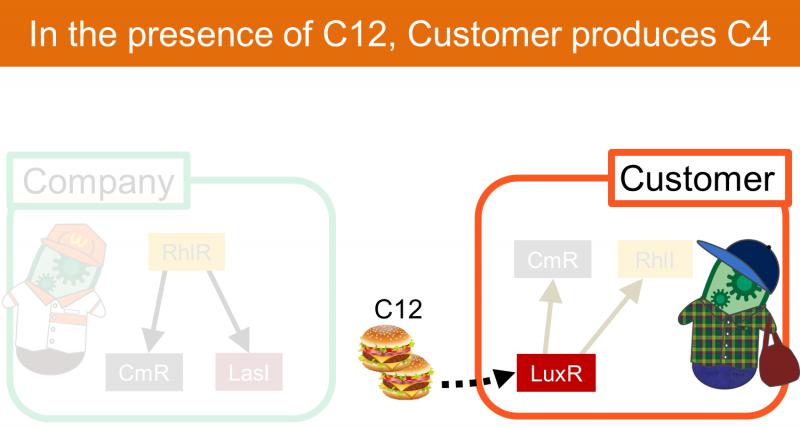 In the presence of C12, Customer produces C4
Company
Customer
RhlR
CmR
RhlI
C12
CmR
LasI
LuxR